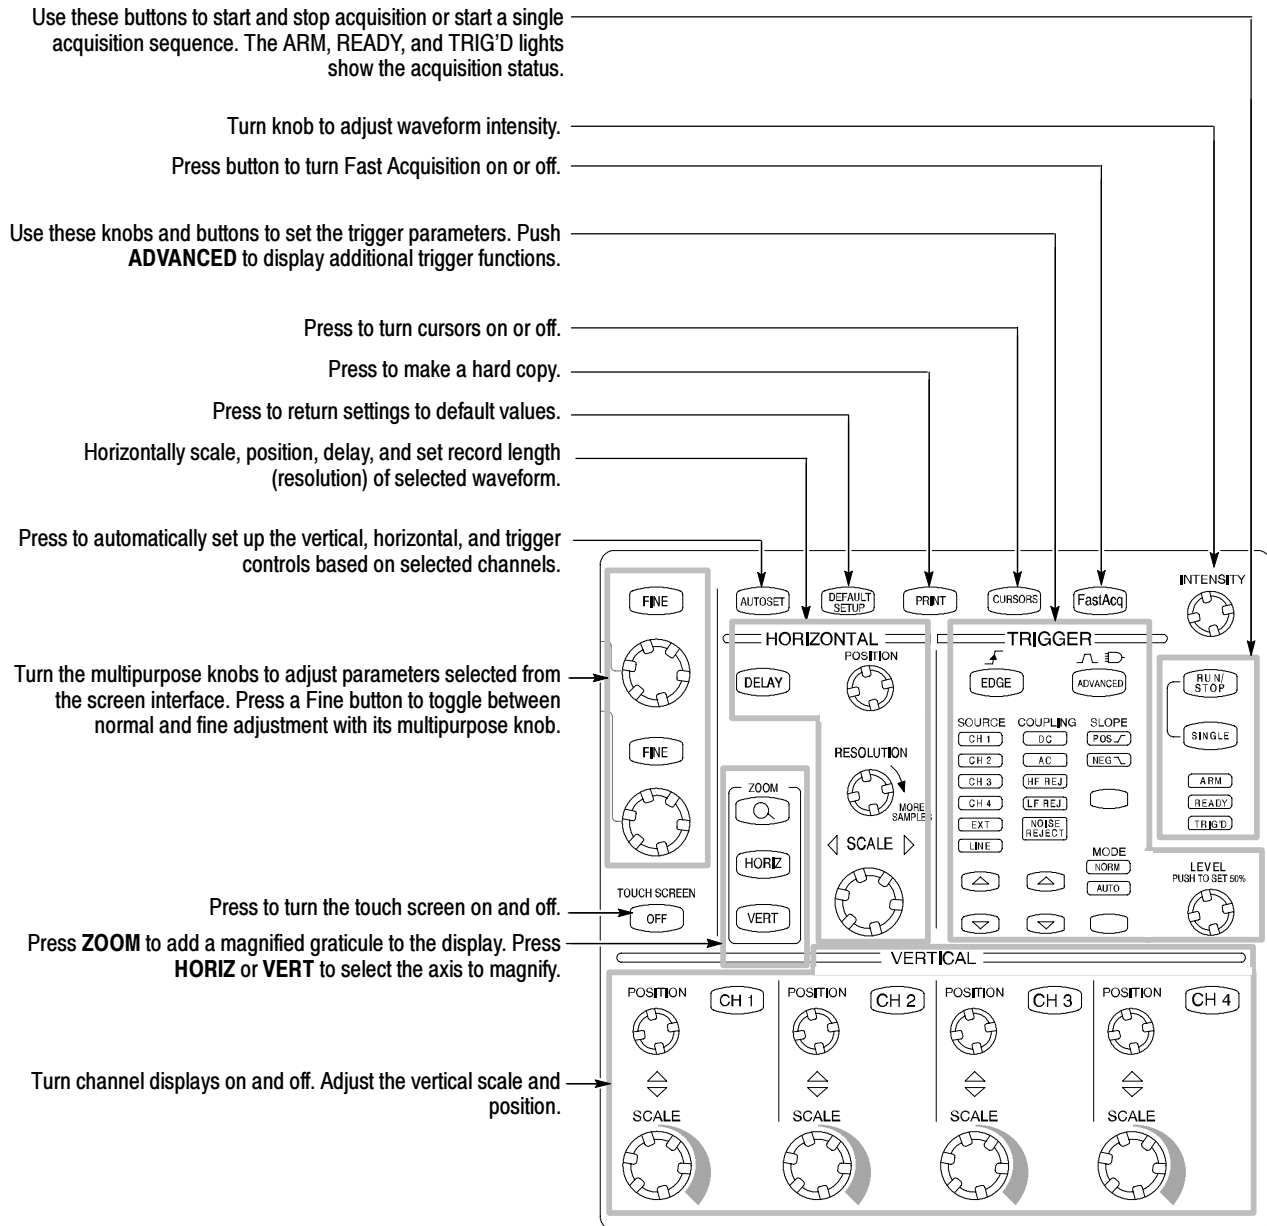 Use these buttons to start and stop acquisition or start a single
acquisition sequence. The ARM, READY, and TRIG’D lights
show the acquisition status.
Turn knob to adjust waveform intensity.
Press button to turn Fast Acquisition on or off.
Use these knobs and buttons to set the trigger parameters. Push
ADVANCED to display additional trigger functions.
Press to turn cursors on or off.
Press to make a hard copy.
Press to return settings to default values.
Horizontally scale, position, delay, and set record length
(resolution) of selected waveform.
Press to automatically set up the vertical, horizontal, and trigger
controls based on selected channels.
Turn the multipurpose knobs to adjust parameters selected from
the screen interface. Press a Fine button to toggle between
normal and fine adjustment with its multipurpose knob.
Press to turn the touch screen on and off.
Press ZOOM to add a magnified graticule to the display. Press
HORIZ or VERT to select the axis to magnify.
Turn channel displays on and off. Adjust the vertical scale and
position.
FINE
FINE
TOUCH SCREEN
OFF
AUTOSET
DEFAULT
SETUP
PRINT
CURSORS
FastAcq
INTENSITY
HORIZONTAL
POSITION
DELAY
RESOLUTION
MORE
SAMPLES
SCALE
ZOOM
HORIZ
VERT
TRIGGER
EDGE
ADVANCED
SOURCE
CH 1
CH 2
CH 3
CH 4
EXT
LINE
COUPLING
DC
AC
HF REJ
LF REJ
NOISE
REJECT
SLOPE
POS
NEG
MODE
NORM
AUTO
RUN/
STOP
SINGLE
ARM
READY
TRIG'D
LEVEL
PUSH TO SET 50%
VERTICAL
POSITION
CH 1
SCALE
POSITION
CH 2
SCALE
POSITION
CH 3
SCALE
POSITION
CH 4
SCALE